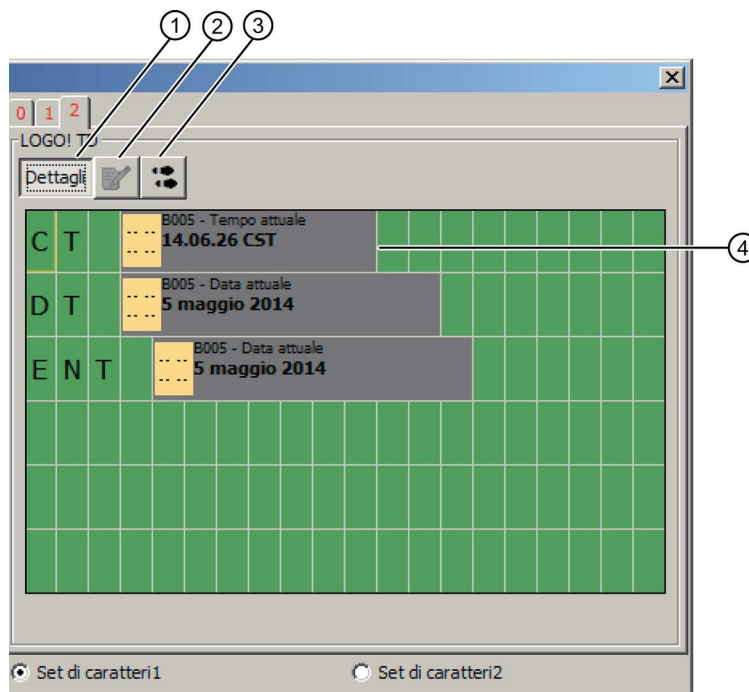 1 2 3
0 1 2
LOGO! TD
Dettagli
C T B005 - Tempo attuale
14.06.26 CST
4
D T B005 - Data attuale
5 maggio 2014
E N T B005 - Data attuale
5 maggio 2014
Set di caratteri1 Set di caratteri2